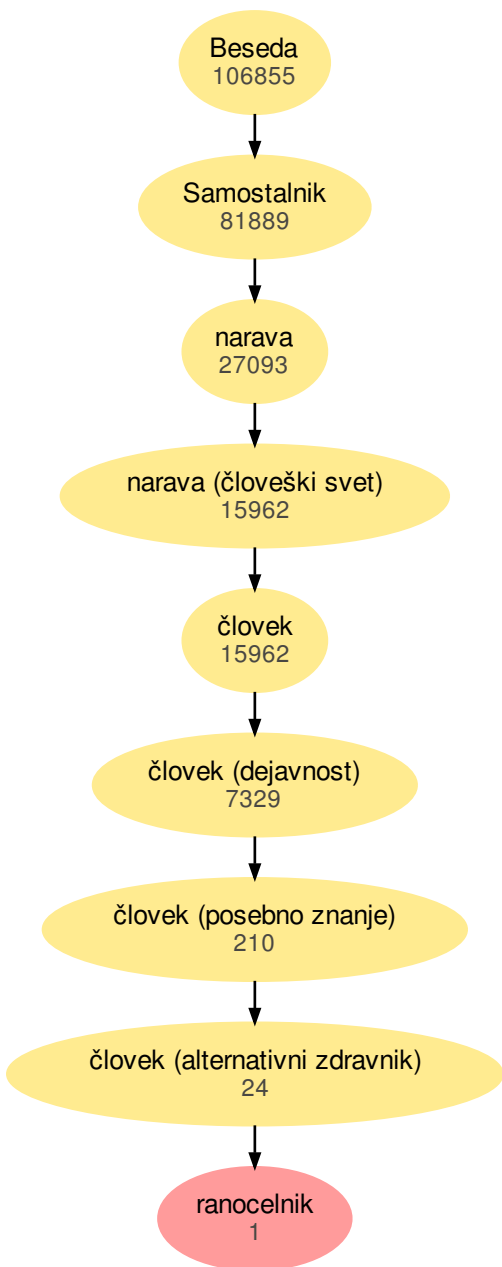 Beseda
106855
Samostalnik
81889
narava
27093
narava (človeški svet)
15962
človek
15962
človek (dejavnost)
7329
človek (posebno znanje)
210
človek (alternativni zdravnik)
24
ranocelnik
1